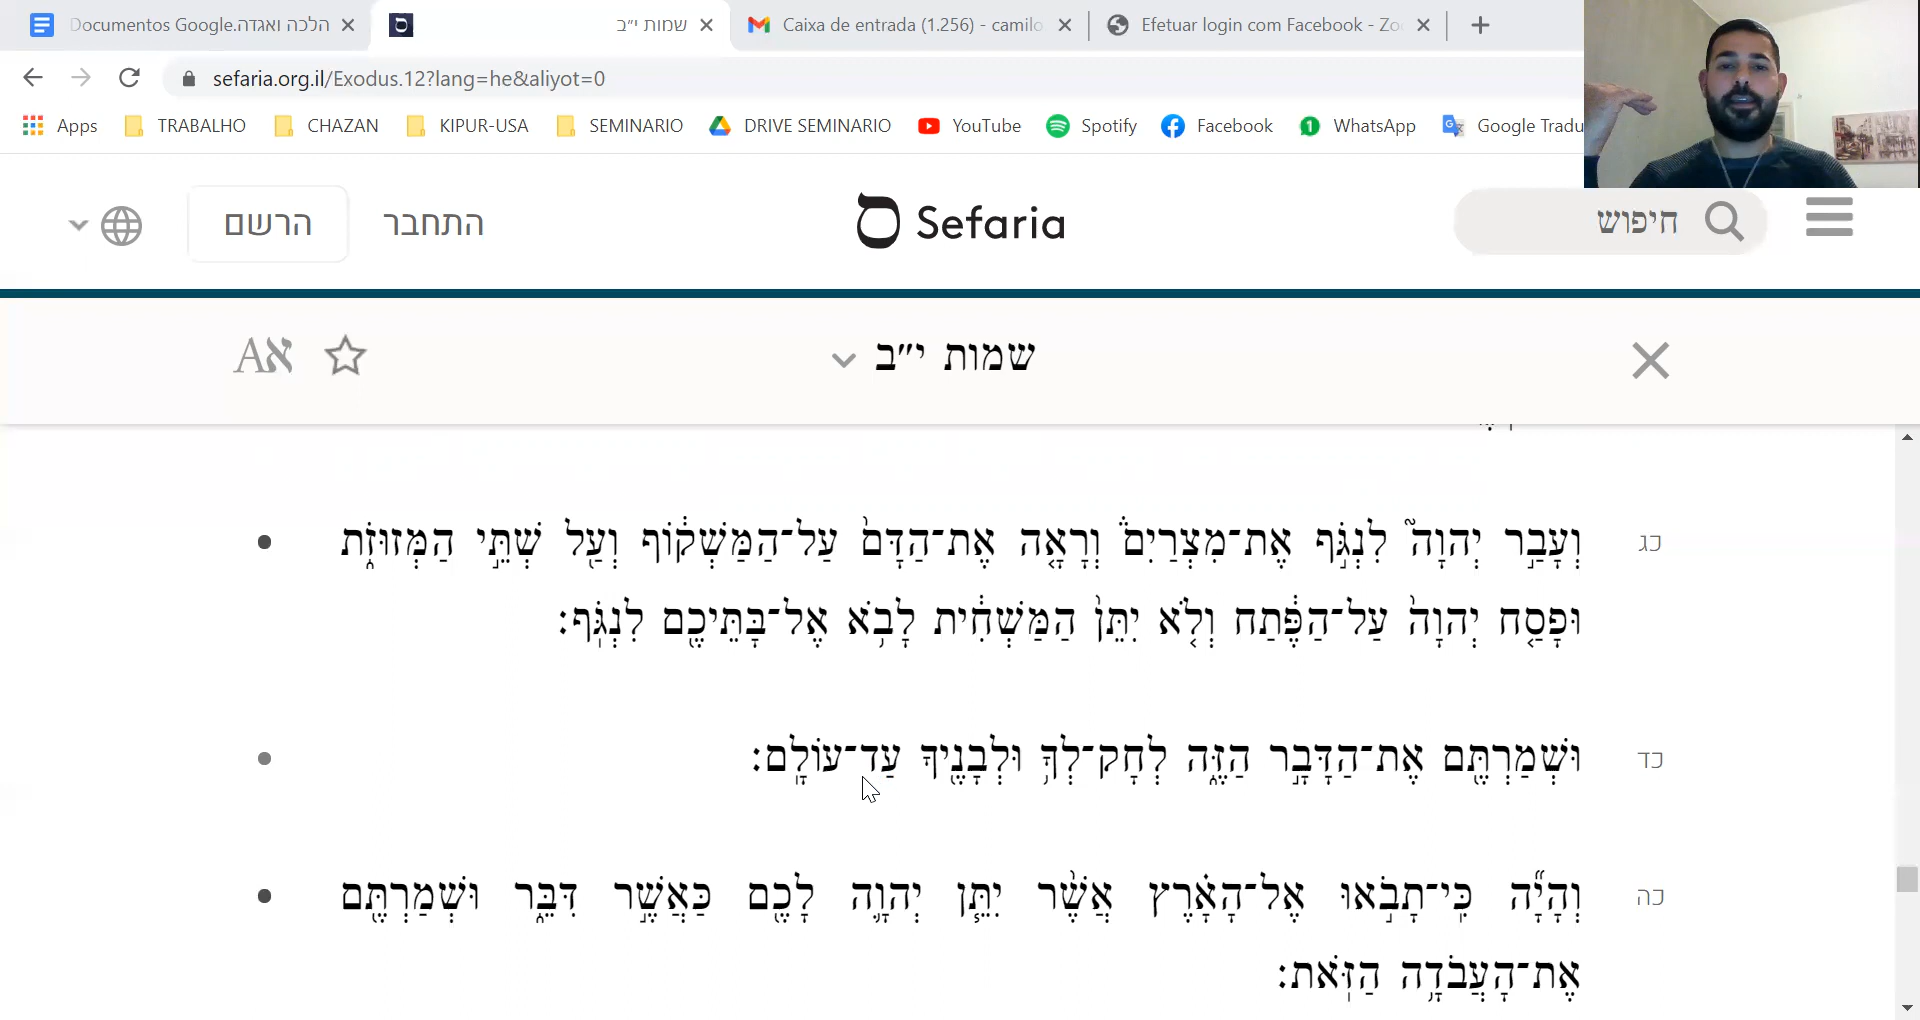 Documentos Google.הלכה ואגדה
שמות י״ב
Caixa de entrada (1.256) - camilo
Efetuar login com Facebook - Zo
sefaria.org.il/Exodus.12?lang=he&aliyot=0
Apps TRABALHO CHAZAN KIPUR-USA SEMINARIO DRIVE SEMINARIO YouTube Spotify Facebook WhatsApp Google Tradu
חיפוש
Sefaria
התחבר
הרשם
שמות י״ב
אA
כג
וְעָבַ֣ר יְהוָה֮ לִנְגֹּ֣ף אֶת־מִצְרַיִם֒ וְרָאָ֤ה אֶת־הַדָּם֙ עַל־הַמַּשְׁק֔וֹף וְעַ֖ל שְׁתֵּ֣י הַמְּזוּזֹ֑ת
וּפָסַ֤ח יְהוָה֙ עַל־הַפֶּ֔תַח וְלֹ֤א יִתֵּן֙ הַמַּשְׁחִ֔ית לָבֹ֥א אֶל־בָּתֵּיכֶ֖ם לִנְגֹּֽף׃
כד
וּשְׁמַרְתֶּ֖ם אֶת־הַדָּבָ֣ר הַזֶּ֑ה לְחָק־לְךָ֥ וּלְבָנֶ֖יךָ עַד־עוֹלָֽם׃
כה
וְהָיָ֞ה כִּֽי־תָבֹ֣אוּ אֶל־הָאָ֗רֶץ אֲשֶׁ֨ר יִתֵּ֧ן יְהוָ֛ה לָכֶ֖ם כַּאֲשֶׁ֣ר דִּבֵּ֑ר וּשְׁמַרְתֶּ֖ם
אֶת־הָעֲבֹדָ֥ה הַזֹּֽאת׃